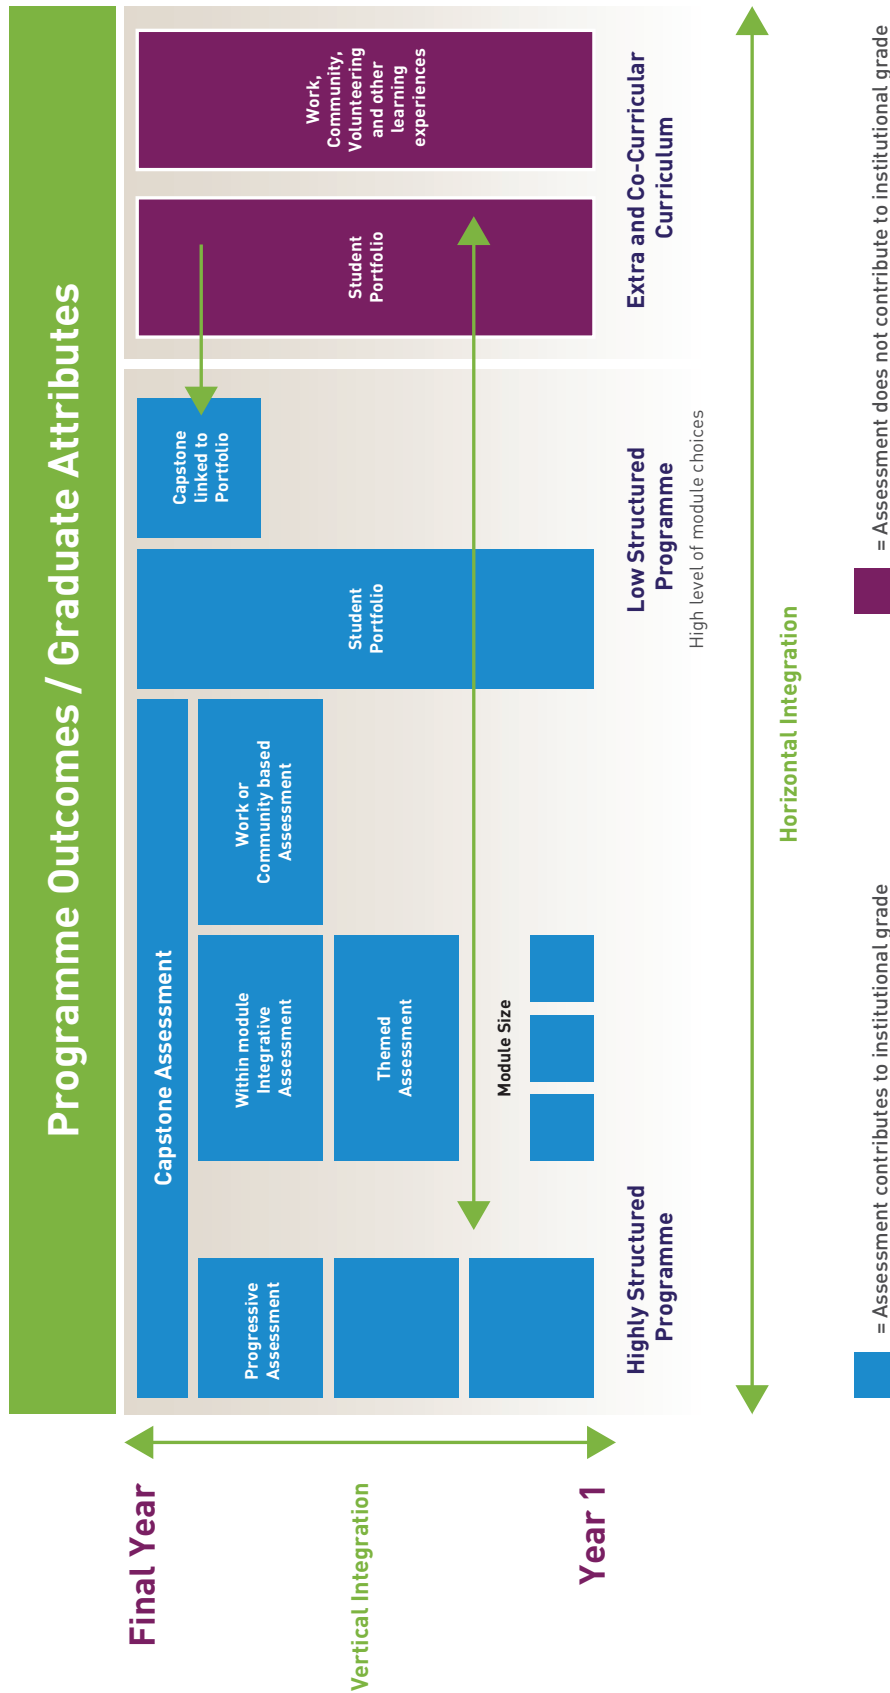 Programme Outcomes / Graduate Attributes
Final Year
Vertical Integration
Year 1
Capstone Assessment
Progressive
Assessment
Within module
Integrative
Assessment
Work or
Community based
Assessment
Themed
Assessment
Module Size
Student
Portfolio
Capstone
linked to
Portfolio
Student
Portfolio
Work,
Community,
Volunteering
and other
learning
experiences
Highly Structured
Programme
Low Structured
Programme
High level of module choices
Extra and Co-Curricular
Curriculum
Horizontal Integration
= Assessment contributes to institutional grade
= Assessment does not contribute to institutional grade